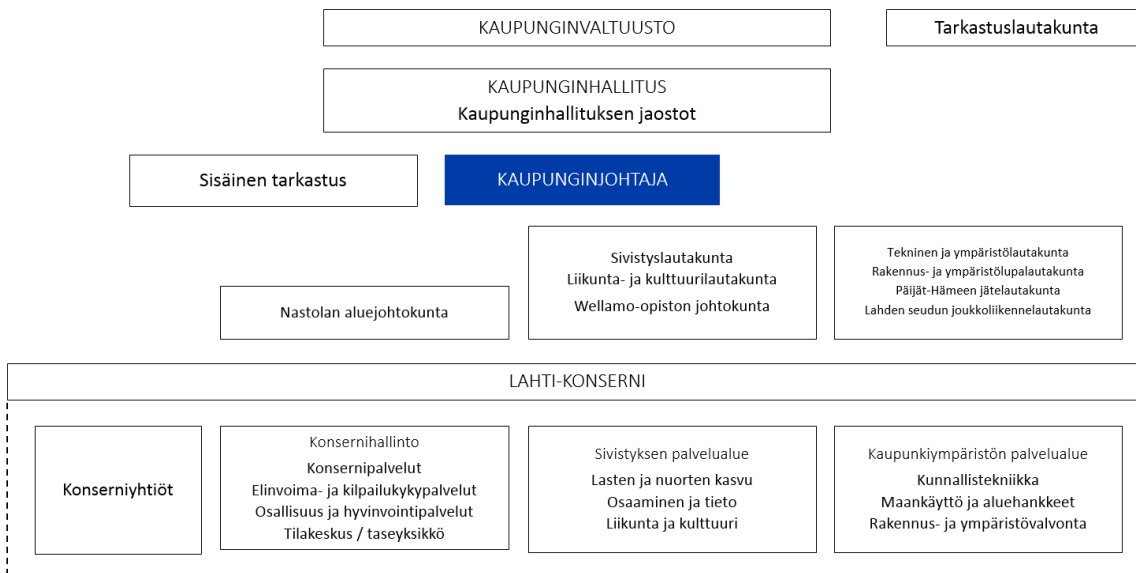 KAUPUNGINVALTUUSTO
Tarkastuslautakunta
KAUPUNGINHALLITUS
Kaupunginhallituksen jaostot
Sisäinen tarkastus
KAUPUNGINJOHTAJA
Nastolan aluejohtokunta
Sivistyslautakunta
Liikunta- ja kulttuurilautakunta
Wellamo-opiston johtokunta
Tekninen ja ympäristölautakunta
Rakennus- ja ympäristölupalautakunta
Päijät-Hämeen jätelautakunta
Lahden seudun joukkoliikennelautakunta
LAHTI-KONSERNI
Konserniyhtiöt
Konsernihallinto
Konsernipalvelut
Elinvoima- ja kilpailukykypalvelut
Osallisuus ja hyvinvointipalvelut
Tilakeskus / taseyksikkö
Sivistyksen palvelualue
Lasten ja nuorten kasvu
Osaaminen ja tieto
Liikunta ja kulttuuri
Kaupunkiympäristön palvelualue
Kunnallistekniikka
Maankäyttö ja aluehankkeet
Rakennus- ja ympäristövalvonta